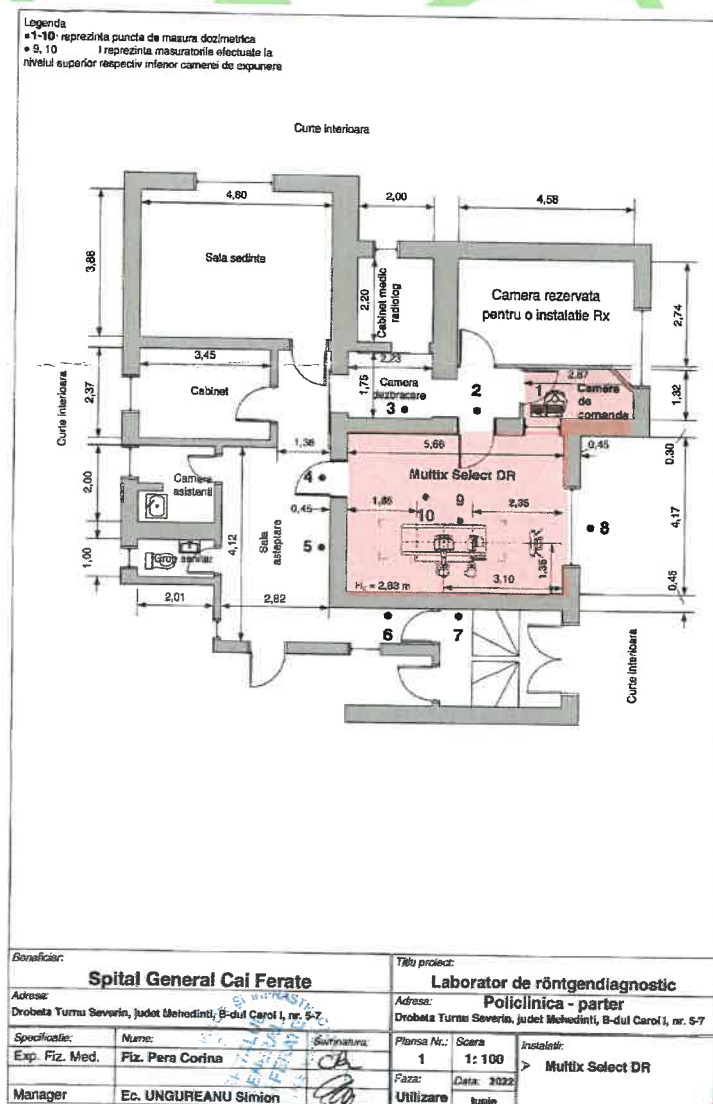 Legenda
•1-10- reprezinta puncte de masura dozimetrica
• 9, 10 reprezinta masuratorile efectuate la
nivelul superior respectiv inferior camerei de expunere
Curte interioara
4,80
2,00
4,58
3,88
Sala sedinte
2,20
Cabinet medic
radiolog
Camera rezervata
pentru o instalatie Rx
2,74
3,45
2,23
2,87
2,37
Cabinet
1,75
Camera
dezbracare
3
2
1
Camera
de
comanda
1,32
Curte interioara
1,38
5,66
0,45
0,30
2,00
Camera
asistenti
4
Multix Select DR
1,85
9
10
2,35
8
4,17
0,45
4,12
Sala
asteptare
5
1,00
Grup sanitar
3,10
1,35
= 2,83 m
0,45
2,01
2,82
6
7
Curte interioara
Beneficiar:
Spital General Cai Ferate
Adresa:
Drobeta Turnu Severin, judet Mehedinti, B-dul Carol I, nr. 5-7
Titlu proiect:
Laborator de röntgendiagnostic
Adresa:
Policlinica - parter
Drobeta Turnu Severin, judet Mehedinti, B-dul Carol I, nr. 5-7
Specificatie:
Nume:
Semnatura:
Exp. Fiz. Med.
Fiz. Pera Corina
Manager
Ec. UNGUREANU Simion
Plansa Nr.:
1
Scara
1: 100
Instalatii:
➢ Multix Select DR
Faza:
Utilizare
Data: 2022
Iunie